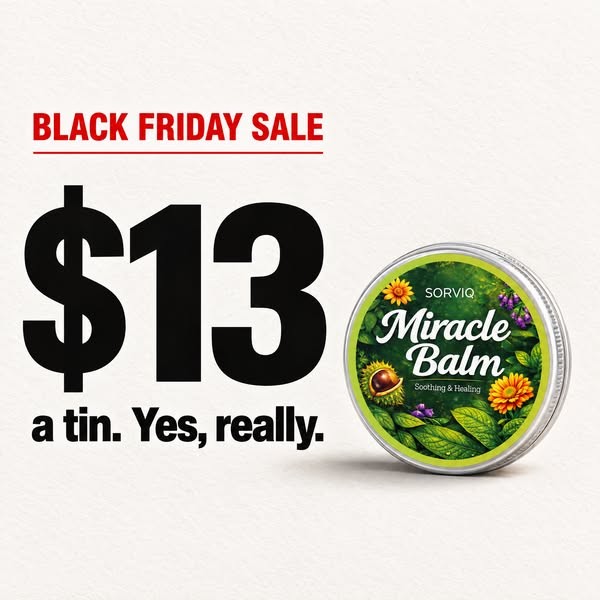 BLACK FRIDAY SALE
$13
a tin. Yes, really.
SORVIQ
Miracle
Balm
Soothing & Healing